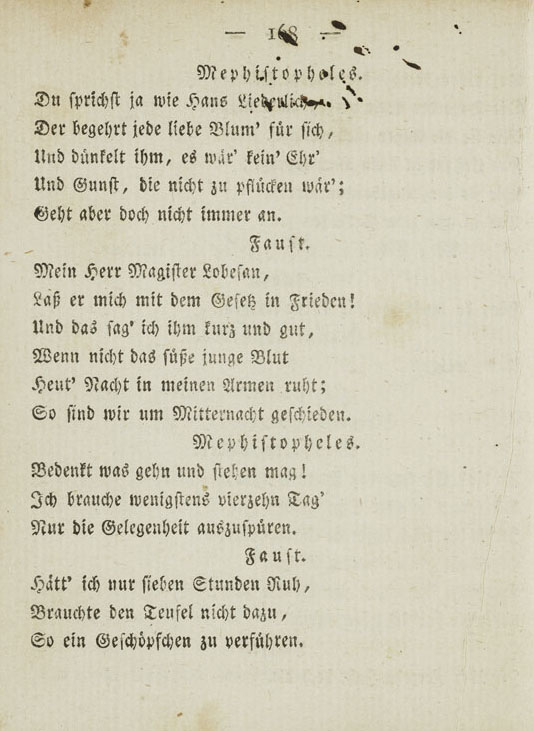 — 168 —
Mephistopheles.
Du sprichst ja wie Hans Liederlich,
Der begehrt jede liebe Blum' für sich,
Und dünkelt ihm, es wär' kein' Ehr'
Und Gunst, die nicht zu pflücken wär';
Geht aber doch nicht immer an.
Faust.
Mein Herr Magister Lobesan,
Laß er mich mit dem Gesetz in Frieden!
Und das sag' ich ihm kurz und gut,
Wenn nicht das süße junge Blut
Heut' Nacht in meinen Armen ruht;
So sind wir um Mitternacht geschieden.
Mephistopheles.
Bedenkt was gehn und stehen mag!
Ich brauche wenigstens vierzehn Tag'
Nur die Gelegenheit auszuspüren.
Faust.
Hätt' ich nur sieben Stunden Ruh,
Brauchte den Teufel nicht dazu,
So ein Geschöpfchen zu verführen.